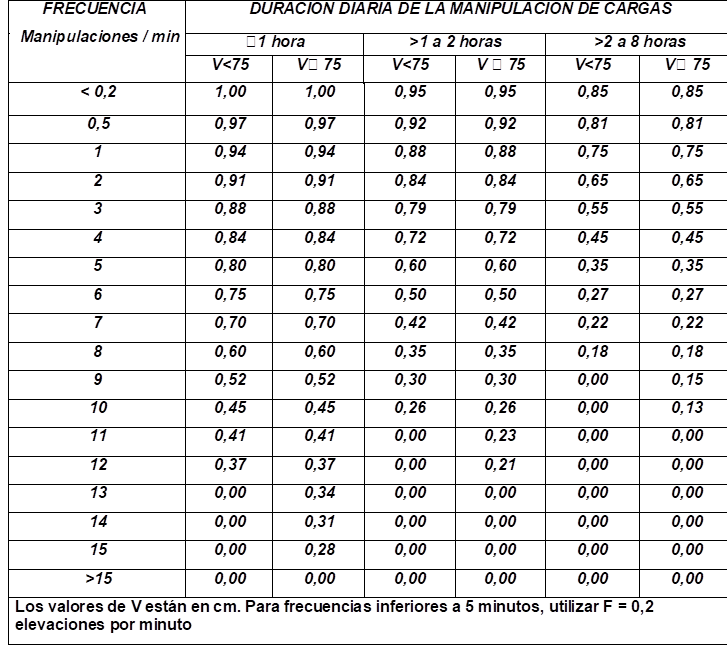 FRECUENCIA DURACIÓN DIARIA DE LA MANIPULACIÓN DE CARGAS
Manipulaciones / min □1 hora >1 a 2 horas >2 a 8 horas
V<75 V□ 75 V<75 V □ 75 V<75 V□ 75
< 0,2 1,00 1,00 0,95 0,95 0,85 0,85
0,5 0,97 0,97 0,92 0,92 0,81 0,81
1 0,94 0,94 0,88 0,88 0,75 0,75
2 0,91 0,91 0,84 0,84 0,65 0,65
3 0,88 0,88 0,79 0,79 0,55 0,55
4 0,84 0,84 0,72 0,72 0,45 0,45
5 0,80 0,80 0,60 0,60 0,35 0,35
6 0,75 0,75 0,50 0,50 0,27 0,27
7 0,70 0,70 0,42 0,42 0,22 0,22
8 0,60 0,60 0,35 0,35 0,18 0,18
9 0,52 0,52 0,30 0,30 0,00 0,15
10 0,45 0,45 0,26 0,26 0,00 0,13
11 0,41 0,41 0,00 0,23 0,00 0,00
12 0,37 0,37 0,00 0,21 0,00 0,00
13 0,00 0,34 0,00 0,00 0,00 0,00
14 0,00 0,31 0,00 0,00 0,00 0,00
15 0,00 0,28 0,00 0,00 0,00 0,00
>15 0,00 0,00 0,00 0,00 0,00 0,00
Los valores de V están en cm. Para frecuencias inferiores a 5 minutos, utilizar F = 0,2
elevaciones por minuto